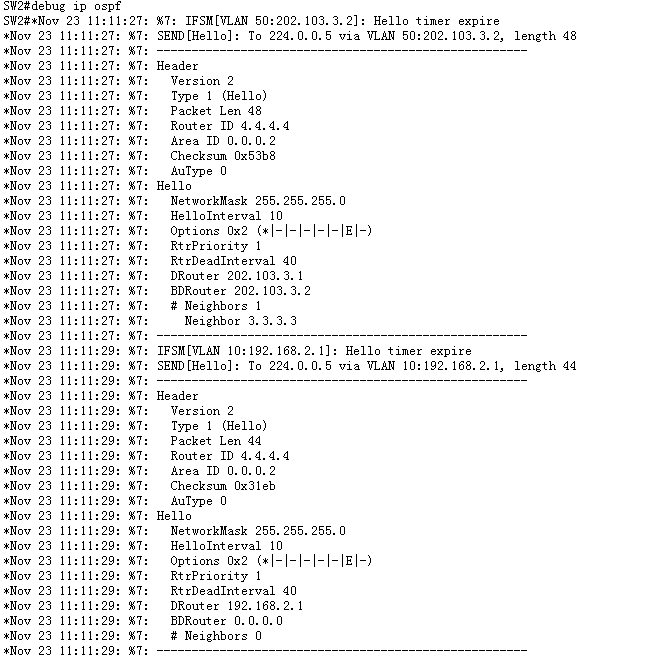 SW2#debug ip ospf
SW2#*Nov 23 11:11:27: %7: IFSM[VLAN 50:202.103.3.2]: Hello timer expire
*Nov 23 11:11:27: %7: SEND[Hello]: To 224.0.0.5 via VLAN 50:202.103.3.2, length 48
*Nov 23 11:11:27: %7: -----------------------------------------------------
*Nov 23 11:11:27: %7: Header
*Nov 23 11:11:27: %7:   Version 2
*Nov 23 11:11:27: %7:   Type 1 (Hello)
*Nov 23 11:11:27: %7:   Packet Len 48
*Nov 23 11:11:27: %7:   Router ID 4.4.4.4
*Nov 23 11:11:27: %7:   Area ID 0.0.0.2
*Nov 23 11:11:27: %7:   Checksum 0x53b8
*Nov 23 11:11:27: %7:   AuType 0
*Nov 23 11:11:27: %7: Hello
*Nov 23 11:11:27: %7:   NetworkMask 255.255.255.0
*Nov 23 11:11:27: %7:   HelloInterval 10
*Nov 23 11:11:27: %7:   Options 0x2 (*|-|-|-|-|-|E|-)
*Nov 23 11:11:27: %7:   RtrPriority 1
*Nov 23 11:11:27: %7:   RtrDeadInterval 40
*Nov 23 11:11:27: %7:   DRouter 202.103.3.1
*Nov 23 11:11:27: %7:   BDRouter 202.103.3.2
*Nov 23 11:11:27: %7:   # Neighbors 1
*Nov 23 11:11:27: %7:     Neighbor 3.3.3.3
*Nov 23 11:11:27: %7: -----------------------------------------------------
*Nov 23 11:11:29: %7: IFSM[VLAN 10:192.168.2.1]: Hello timer expire
*Nov 23 11:11:29: %7: SEND[Hello]: To 224.0.0.5 via VLAN 10:192.168.2.1, length 44
*Nov 23 11:11:29: %7: -----------------------------------------------------
*Nov 23 11:11:29: %7: Header
*Nov 23 11:11:29: %7:   Version 2
*Nov 23 11:11:29: %7:   Type 1 (Hello)
*Nov 23 11:11:29: %7:   Packet Len 44
*Nov 23 11:11:29: %7:   Router ID 4.4.4.4
*Nov 23 11:11:29: %7:   Area ID 0.0.0.2
*Nov 23 11:11:29: %7:   Checksum 0x31eb
*Nov 23 11:11:29: %7:   AuType 0
*Nov 23 11:11:29: %7: Hello
*Nov 23 11:11:29: %7:   NetworkMask 255.255.255.0
*Nov 23 11:11:29: %7:   HelloInterval 10
*Nov 23 11:11:29: %7:   Options 0x2 (*|-|-|-|-|-|E|-)
*Nov 23 11:11:29: %7:   RtrPriority 1
*Nov 23 11:11:29: %7:   RtrDeadInterval 40
*Nov 23 11:11:29: %7:   DRouter 192.168.2.1
*Nov 23 11:11:29: %7:   BDRouter 0.0.0.0
*Nov 23 11:11:29: %7:   # Neighbors 0
*Nov 23 11:11:29: %7: -----------------------------------------------------